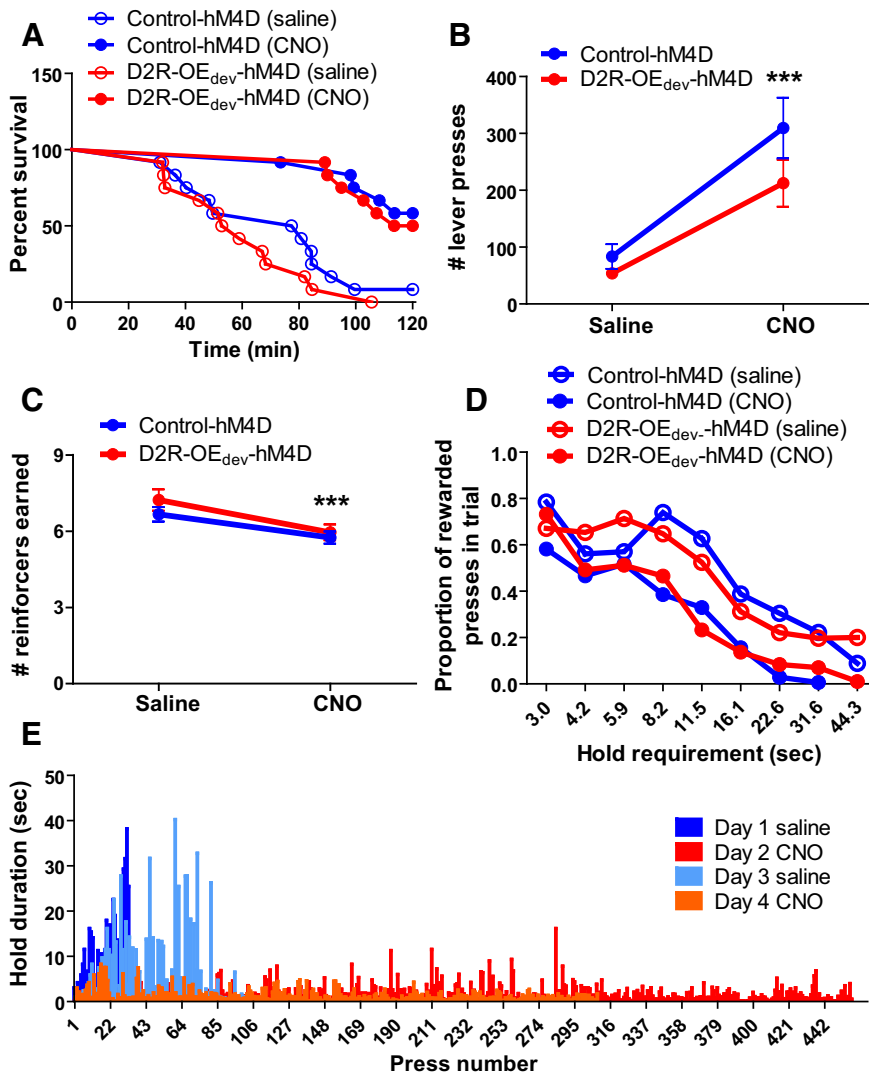 A
Control-hM4D (saline)
Control-hM4D (CNO)
D2R-OEdev-hM4D (saline)
D2R-OEdev-hM4D (CNO)
Percent survival
150
100
50
0
0 20 40 60 80 100 120
Time (min)
B
Control-hM4D
D2R-OEdev-hM4D
***
# lever presses
400
300
200
100
0
Saline CNO
C
Control-hM4D
D2R-OEdev-hM4D
***
# reinforcers earned
9
6
3
0
Saline CNO
D
Control-hM4D (saline)
Control-hM4D (CNO)
D2R-OEdev--hM4D (saline)
D2R-OEdev-hM4D (CNO)
Proportion of rewarded
presses in trial
1.0
0.8
0.6
0.4
0.2
0.0
3.0 4.2 5.9 8.2 11.5 16.1 22.6 31.6 44.3
Hold requirement (sec)
E
Hold duration (sec)
50
40
30
20
10
0
Day 1 saline
Day 2 CNO
Day 3 saline
Day 4 CNO
1 22 43 64 85 106 127 148 169 190 211 232 253 274 295 316 337 358 379 400 421 442
Press number